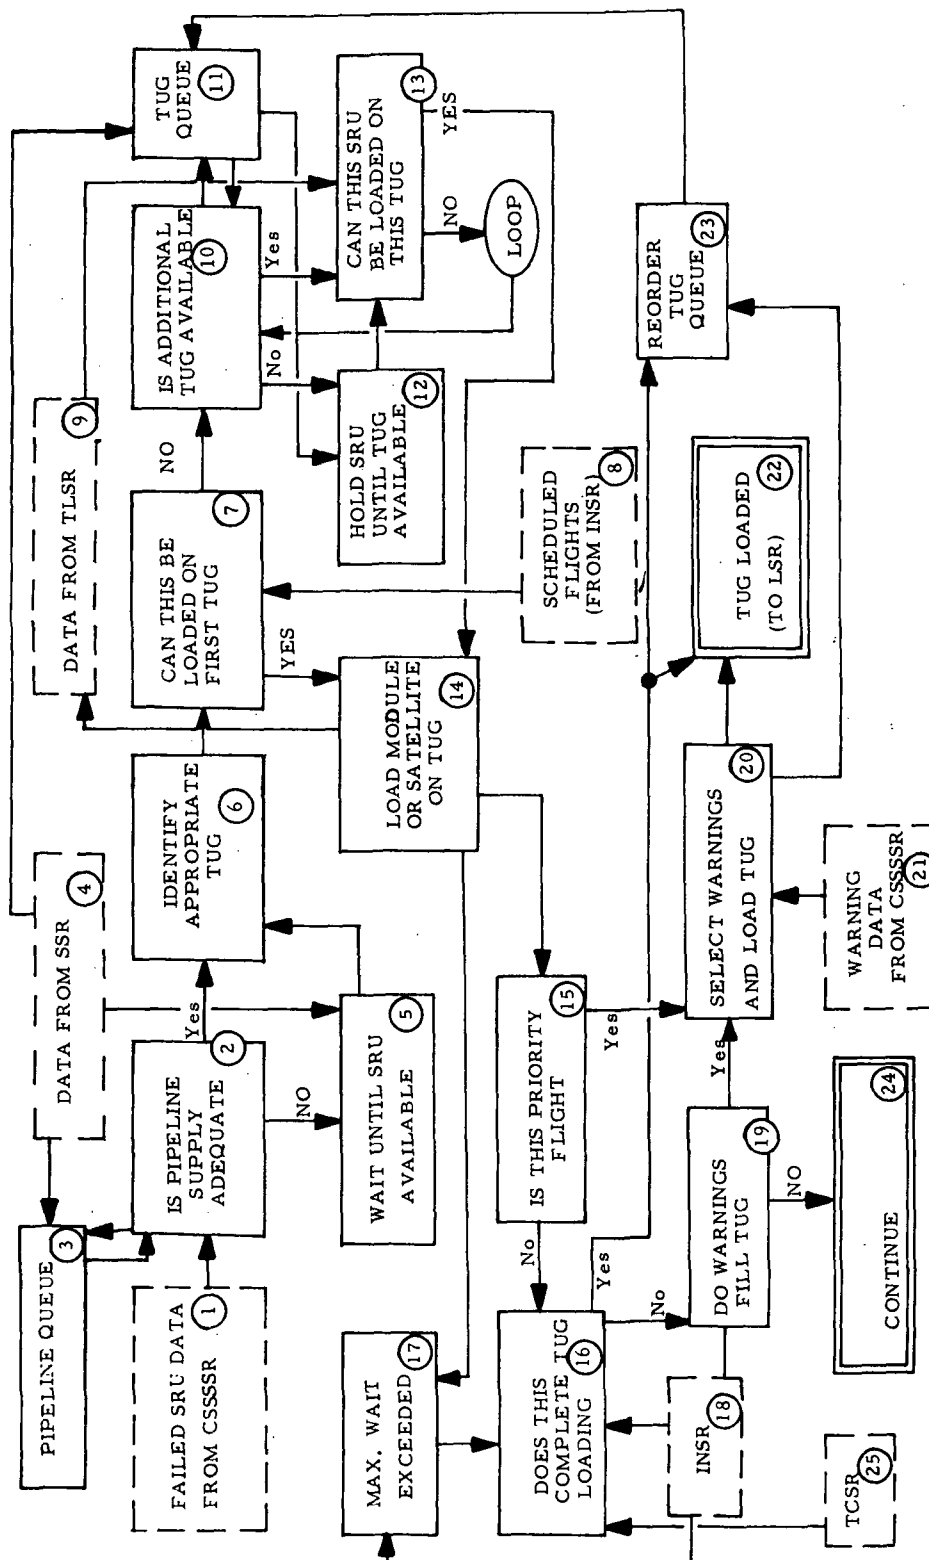 PIPELINE QUEUE
3
DATA FROM SSR
4
DATA FROM TLSR
9
FAILED SRU DATA
FROM CSSSSR
1
IS PIPELINE
SUPPLY
ADEQUATE
2
Yes
NO
IDENTIFY
APPROPRIATE
TUG
6
CAN THIS BE
LOADED ON
FIRST TUG
7
NO
YES
IS ADDITIONAL
TUG AVAILABLE
10
No
Yes
TUG
QUEUE
11
MAX. WAIT
EXCEEDED
17
WAIT UNTIL SRU
AVAILABLE
5
LOAD MODULE
OR SATELLITE
ON TUG
14
HOLD SRU
UNTIL TUG
AVAILABLE
12
CAN THIS SRU
BE LOADED ON
THIS TUG
13
NO
YES
LOOP
DOES THIS
COMPLETE TUG
LOADING
16
No
Yes
No
IS THIS PRIORITY
FLIGHT
15
Yes
SCHEDULED
FLIGHTS
(FROM INSR)
8
INSR
18
DO WARNINGS
FILL TUG
19
Yes
NO
SELECT WARNINGS
AND LOAD TUG
20
TUG LOADED
(TO LSR)
22
REORDER
TUG
QUEUE
23
TCSR
25
CONTINUE
24
WARNING
DATA
FROM CSSSSR
21